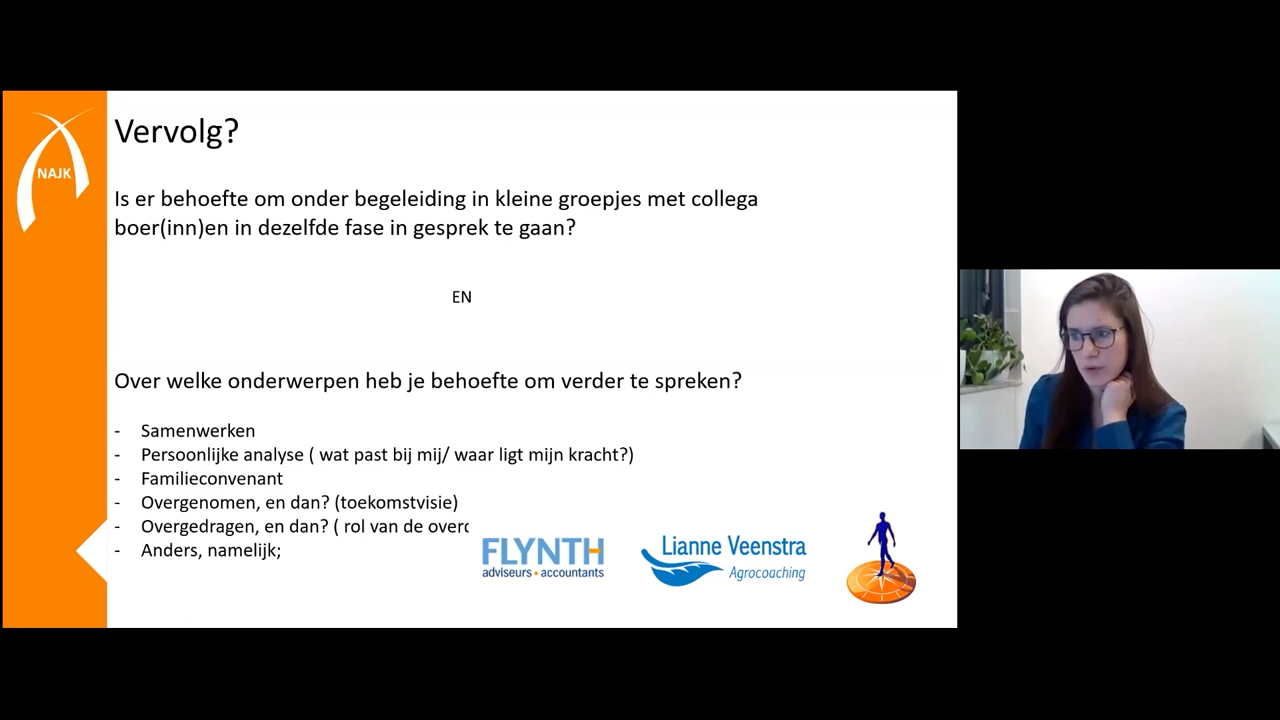 NAJK
Vervolg?
Is er behoefte om onder begeleiding in kleine groepjes met collega
boer(inn)en in dezelfde fase in gesprek te gaan?
EN
Over welke onderwerpen heb je behoefte om verder te spreken?
- Samenwerken
- Persoonlijke analyse ( wat past bij mij/ waar ligt mijn kracht?)
- Familieconvenant
- Overgenomen, en dan? (toekomstvisie)
- Overgedragen, en dan? ( rol van de
- Anders, namelijk;
FLYNTH
adviseurs • accountants
Lianne Veenstra
Agrocoaching